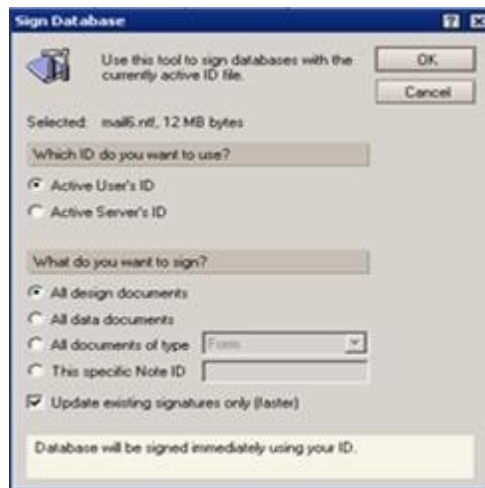 Sign Database
Use this tool to sign databases with the
currently active ID file.
OK
Cancel
Selected: mail6.ntf, 12 MB bytes
Which ID do you want to use?
Active User's ID
Active Server's ID
What do you want to sign?
All design documents
All data documents
All documents of type Form
This specific Note ID
Update existing signatures only (faster)
Database will be signed immediately using your ID.